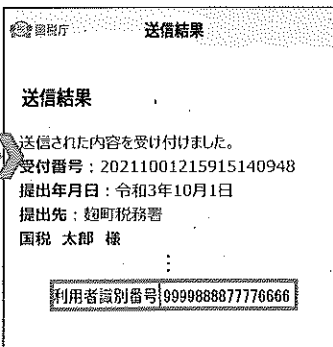 国税庁
送信結果
送信結果
送信された内容を受け付けました。
受付番号：20211001215915140948
提出年月日：令和3年10月1日
提出先：麹町税務署
国税 太郎 様
⋮
利用者識別番号 9999888877776666